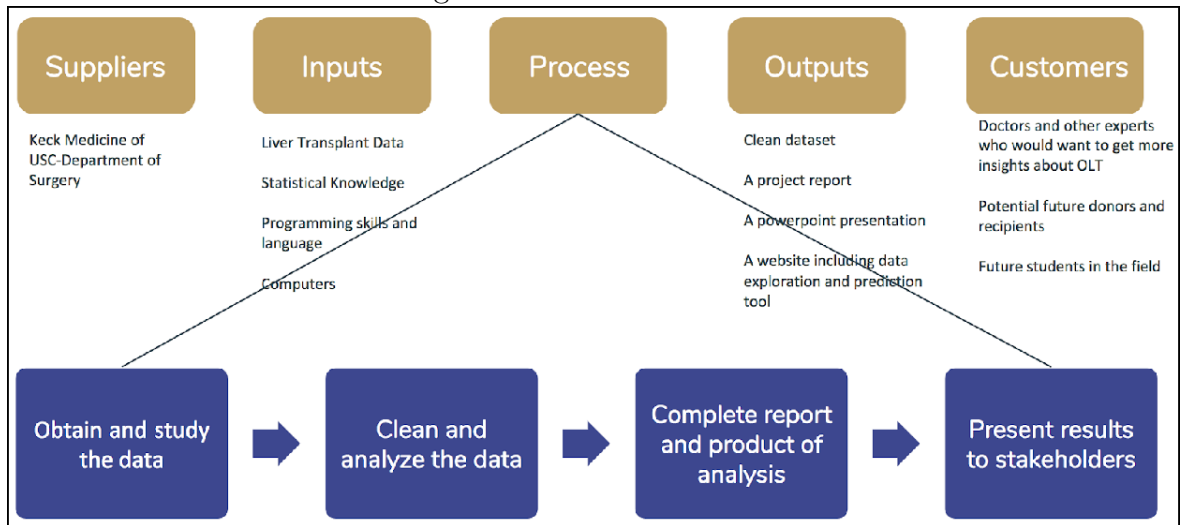 Suppliers
Inputs
Process
Outputs
Customers
Keck Medicine of
USC-Department of
Surgery
Liver Transplant Data
Statistical Knowledge
Programming skills and
language
Computers
Clean dataset
A project report
A powerpoint presentation
A website including data
exploration and prediction
tool
Doctors and other experts
who would want to get more
insights about OLT
Potential future donors and
recipients
Future students in the field
Obtain and study
the data
Clean and
analyze the data
Complete report
and product of
analysis
Present results
to stakeholders